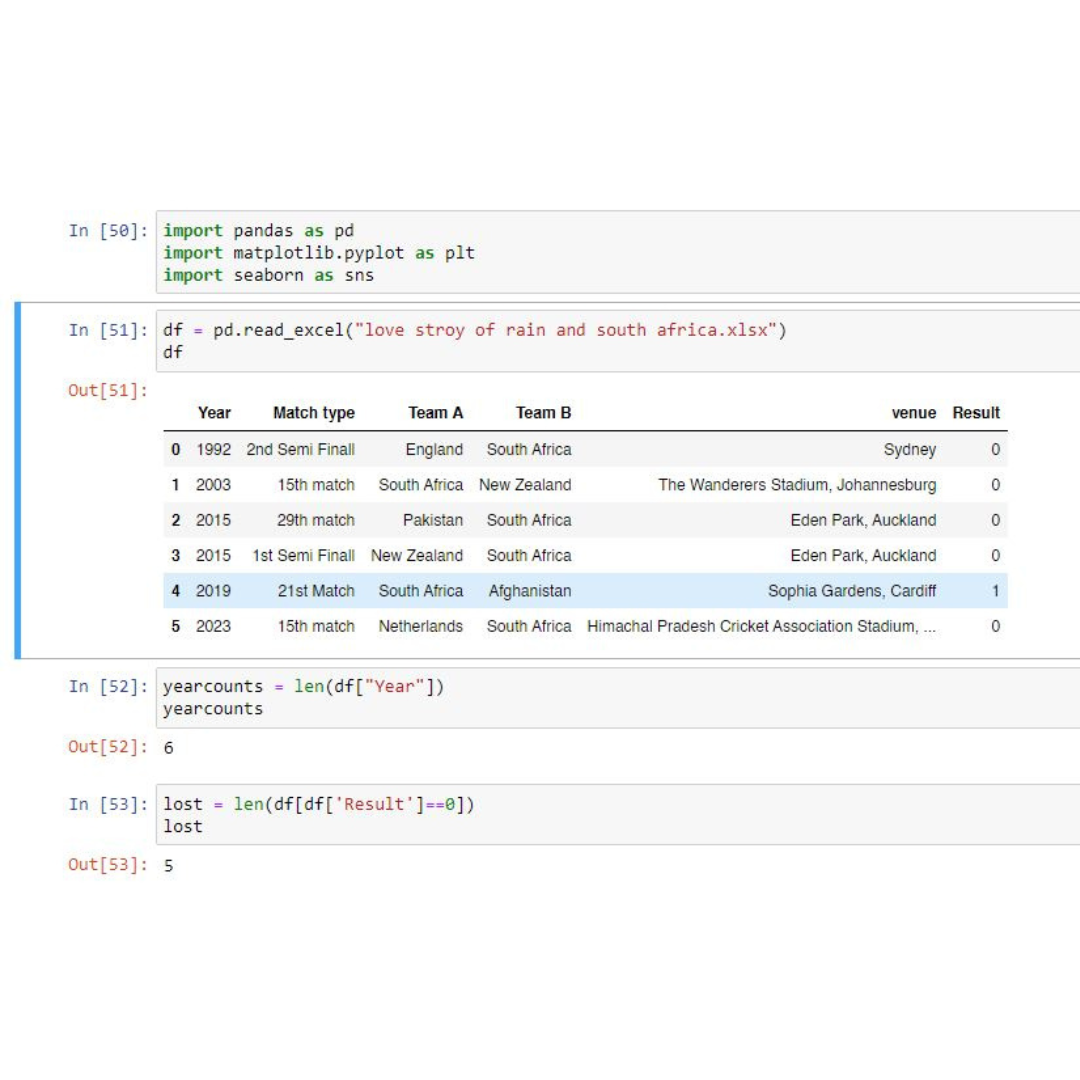 In [50]: import pandas as pd
import matplotlib.pyplot as plt
import seaborn as sns
In [51]: df = pd.read_excel("love stroy of rain and south africa.xlsx")
df
Out[51]:
Year Match type Team A Team B venue Result
0 1992 2nd Semi Finall England South Africa Sydney 0
1 2003 15th match South Africa New Zealand The Wanderers Stadium, Johannesburg 0
2 2015 29th match Pakistan South Africa Eden Park, Auckland 0
3 2015 1st Semi Finall New Zealand South Africa Eden Park, Auckland 0
4 2019 21st Match South Africa Afghanistan Sophia Gardens, Cardiff 1
5 2023 15th match Netherlands South Africa Himachal Pradesh Cricket Association Stadium, ... 0
In [52]: yearcounts = len(df["Year"])
yearcounts
Out[52]: 6
In [53]: lost = len(df[df['Result']==0])
lost
Out[53]: 5